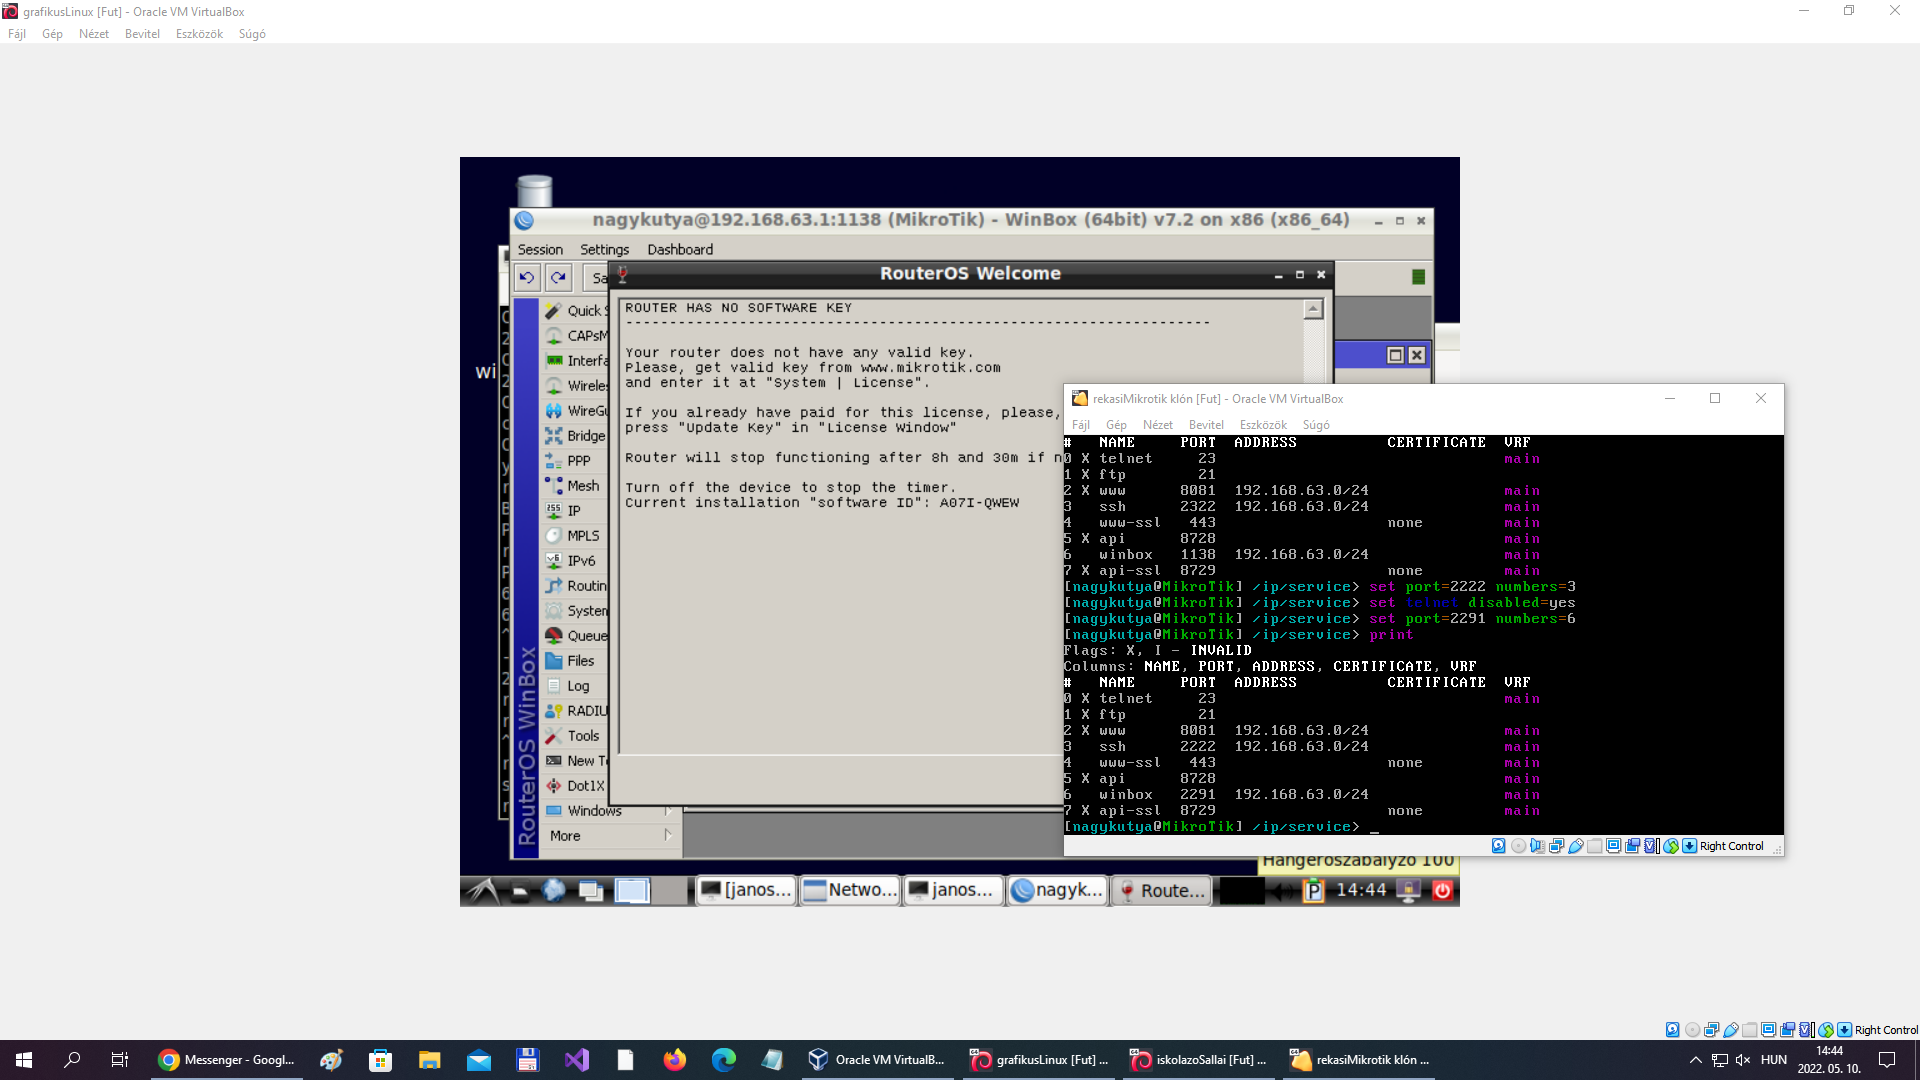 grafikusLinux [Fut] - Oracle VM VirtualBox
Fájl Gép Nézet Bevitel Eszközök Súgó
nagykutya@192.168.63.1:1138 (MikroTik) - WinBox (64bit) v7.2 on x86 (x86_64)
Session Settings Dashboard
RouterOS Welcome
ROUTER HAS NO SOFTWARE KEY
----------------------------------------------------------------
Your router does not have any valid key.
Please, get valid key from www.mikrotik.com
and enter it at "System | License".
If you already have paid for this license, please,
press "Update Key" in "License Window"
Router will stop functioning after 8h and 30m if n
Turn off the device to stop the timer.
Current installation "software ID": A07I-QWEW
RouterOS WinBox
Quick S
CAPsM
Interfa
Wireles
WireGu
Bridge
PPP
Mesh
IP
MPLS
IPv6
Routin
System
Queue
Files
Log
RADIU
Tools
New Te
Dot1X
Windows
More
wi
rekasiMikrotik klón [Fut] - Oracle VM VirtualBox
Fájl Gép Nézet Bevitel Eszközök Súgó
# NAME PORT ADDRESS CERTIFICATE VRF
0 X telnet 23 main
1 X ftp 21
2 X www 8081 192.168.63.0/24 main
3 ssh 2322 192.168.63.0/24 main
4 www-ssl 443 none main
5 X api 8728 main
6 winbox 1138 192.168.63.0/24 main
7 X api-ssl 8729 none main
[nagykutya@MikroTik] /ip/service> set port=2222 numbers=3
[nagykutya@MikroTik] /ip/service> set telnet disabled=yes
[nagykutya@MikroTik] /ip/service> set port=2291 numbers=6
[nagykutya@MikroTik] /ip/service> print
Flags: X, I - INVALID
Columns: NAME, PORT, ADDRESS, CERTIFICATE, VRF
# NAME PORT ADDRESS CERTIFICATE VRF
0 X telnet 23 main
1 X ftp 21
2 X www 8081 192.168.63.0/24 main
3 ssh 2222 192.168.63.0/24 main
4 www-ssl 443 none main
5 X api 8728 main
6 winbox 2291 192.168.63.0/24 main
7 X api-ssl 8729 none main
[nagykutya@MikroTik] /ip/service> _
Right Control
Hangerőszabályzó 100
[janos... Netwo... janos... nagyk... Route... 14:44
Right Control
Messenger - Googl... Oracle VM VirtualB... grafikusLinux [Fut] ... iskolazoSallai [Fut] ... rekasiMikrotik klón ... HUN
14:44
2022. 05. 10.